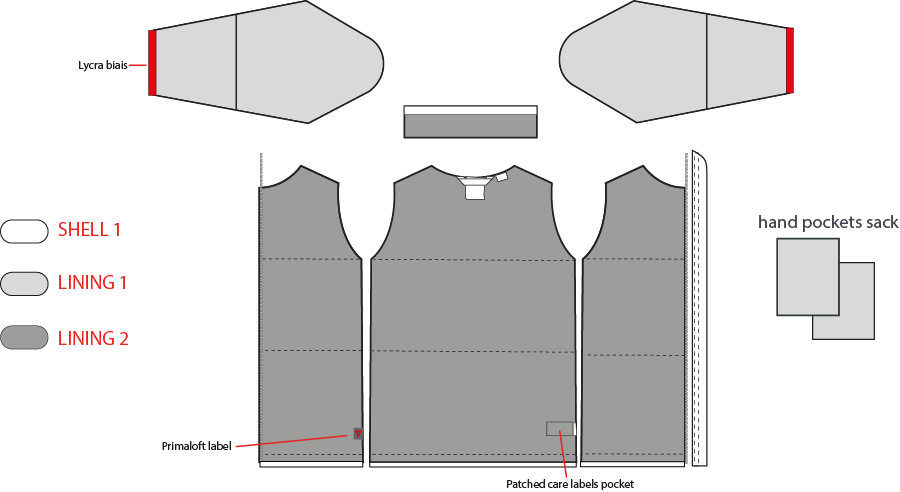 Lycra biais
SHELL 1
hand pockets sack
LINING 1
LINING 2
Primaloft label
Patched care labels pocket